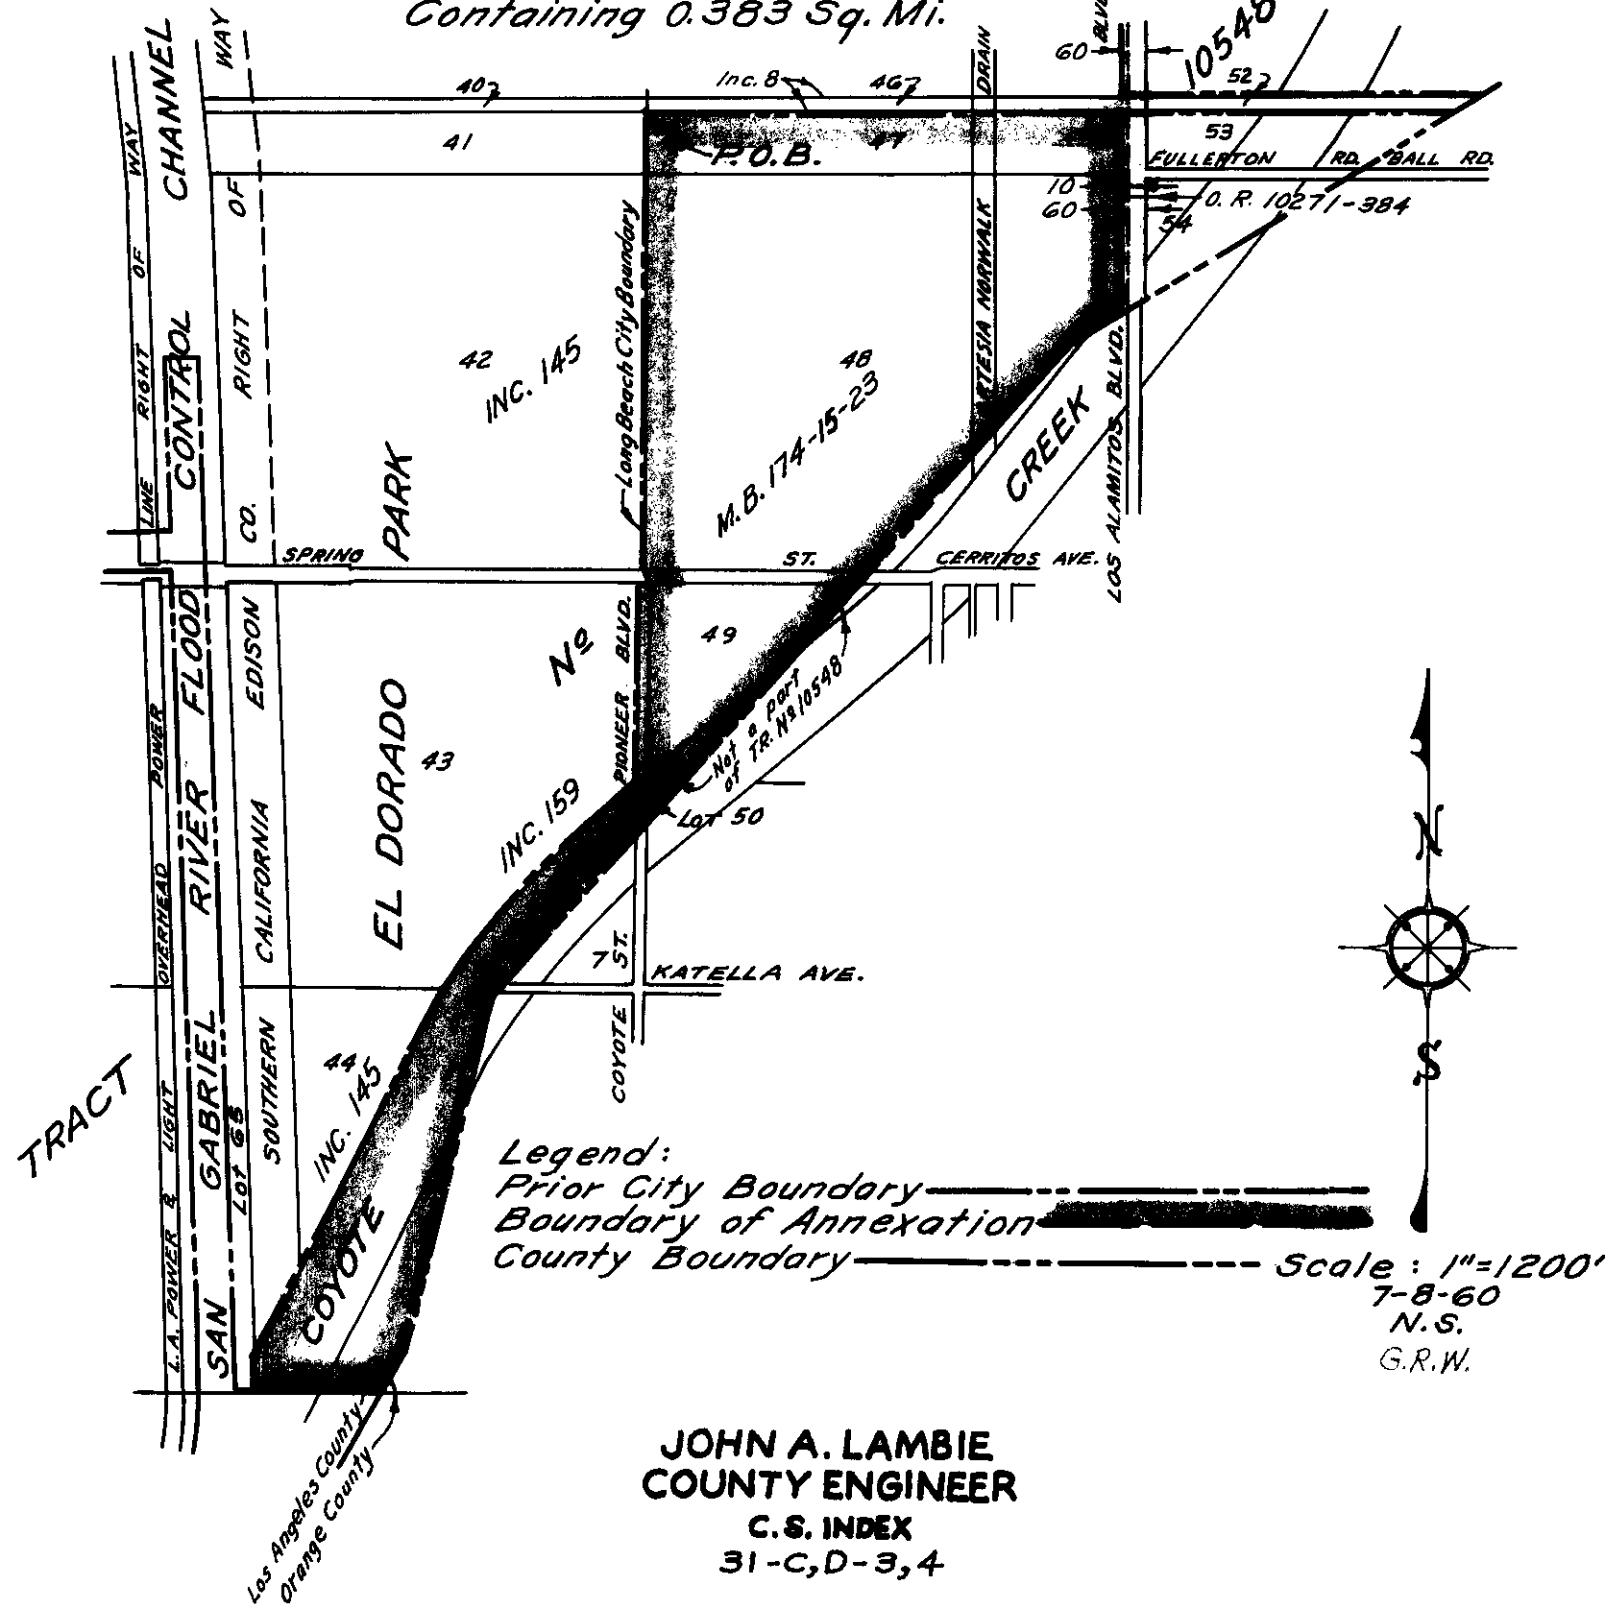 Containing 0.383 Sq. Mi.
WAY
BLVD
60
10548
40
Inc. 8
46
DRAIN
52
41
P.O.B.
47
53
FULLERTON RD. BALL RD.
10
60
O. R. 10271-384
54
LINE RIGHT OF WAY
CONTROL CHANNEL
CO. RIGHT OF
42
INC. 145
Long Beach City Boundary
48
M.B. 174-15-23
ARTESIA NORWALK
CREEK
LOS ALAMITOS BLVD.
PARK
SPRING ST.
CERRITOS AVE.
Nº
PIONEER BLVD.
49
Not a part
of TR. Nº 10548
Lot 50
EL DORADO
43
INC. 159
7
COYOTE ST.
KATELLA AVE.
TRACT
L.A. POWER & LIGHT OVERHEAD POWER
SAN GABRIEL RIVER FLOOD
Lot 65
SOUTHERN CALIFORNIA EDISON
44
INC. 145
COYOTE
N
S
Legend:
Prior City Boundary
Boundary of Annexation
County Boundary
Scale: 1"=1200'
7-8-60
N.S.
G.R.W.
Los Angeles County
Orange County
JOHN A. LAMBIE
COUNTY ENGINEER
C.S. INDEX
31-C,D-3,4